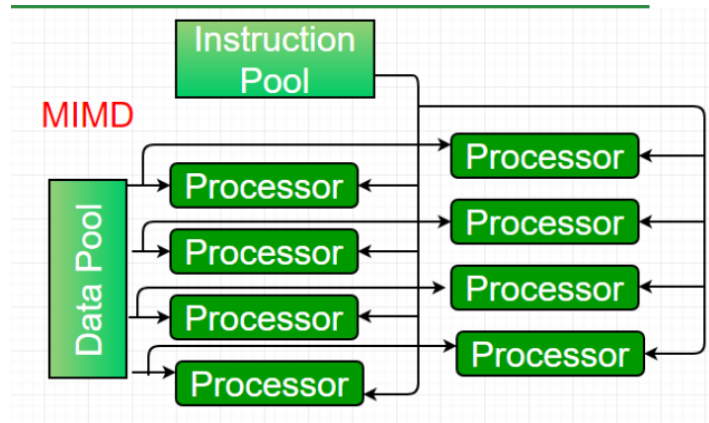 Instruction
Pool
MIMD
Processor
Processor
Processor
Processor
Data Pool
Processor
Processor
Processor
Processor